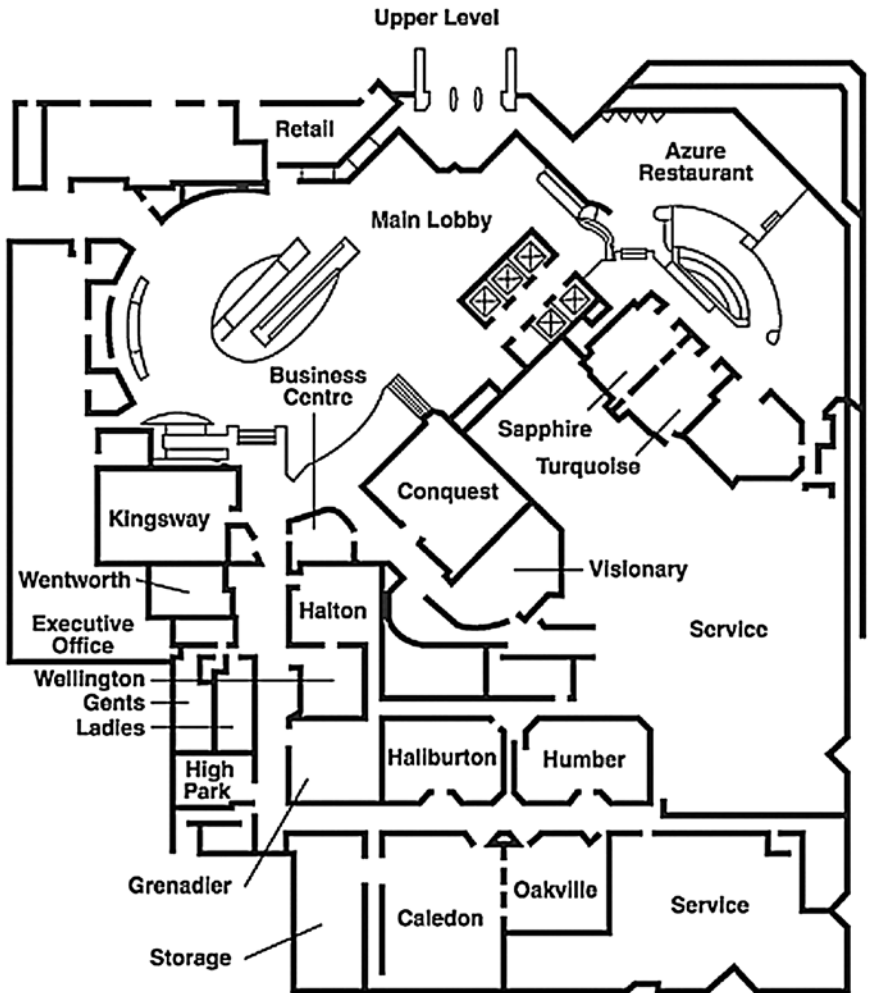 Upper Level
Retail
Azure
Restaurant
Main Lobby
Business
Centre
Sapphire
Turquoise
Conquest
Kingsway
Visionary
Wentworth
Halton
Executive
Office
Service
Wellington
Gents
Ladies
High
Park
Haliburton
Humber
Grenadier
Oakville
Caledon
Service
Storage